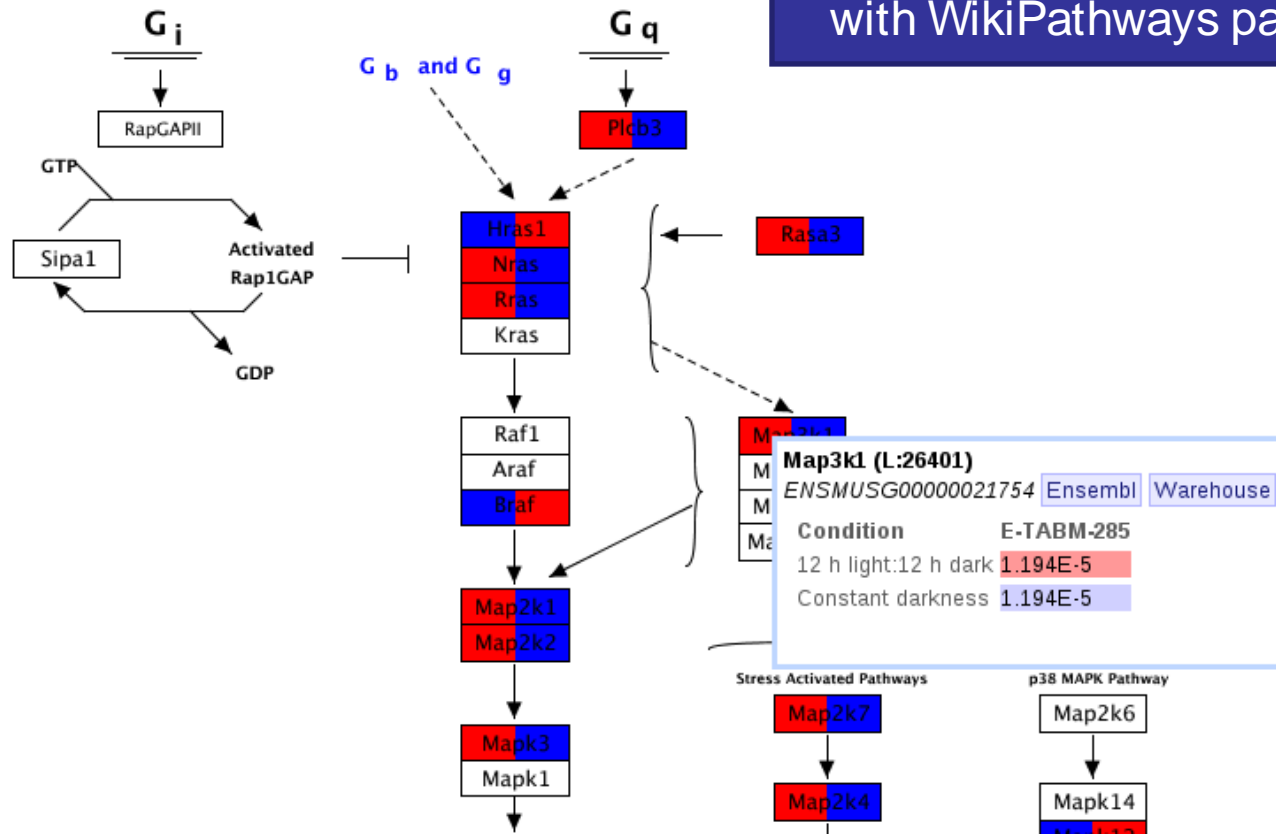 with WikiPathways pa
G i
G q
G b and G g
RapGAPII
Plcb3
GTP
Hras1
Rasa3
Sipa1
Activated
Rap1GAP
Nras
Rras
Kras
GDP
Raf1
Araf
Braf
Map3k1
Map3k1 (L:26401)
ENSMUSG00000021754 Ensembl Warehouse
Condition E-TABM-285
12 h light:12 h dark 1.194E-5
Constant darkness 1.194E-5
Map2k1
Map2k2
Stress Activated Pathways
p38 MAPK Pathway
Map2k7
Map2k6
Mapk3
Mapk1
Map2k4
Mapk14